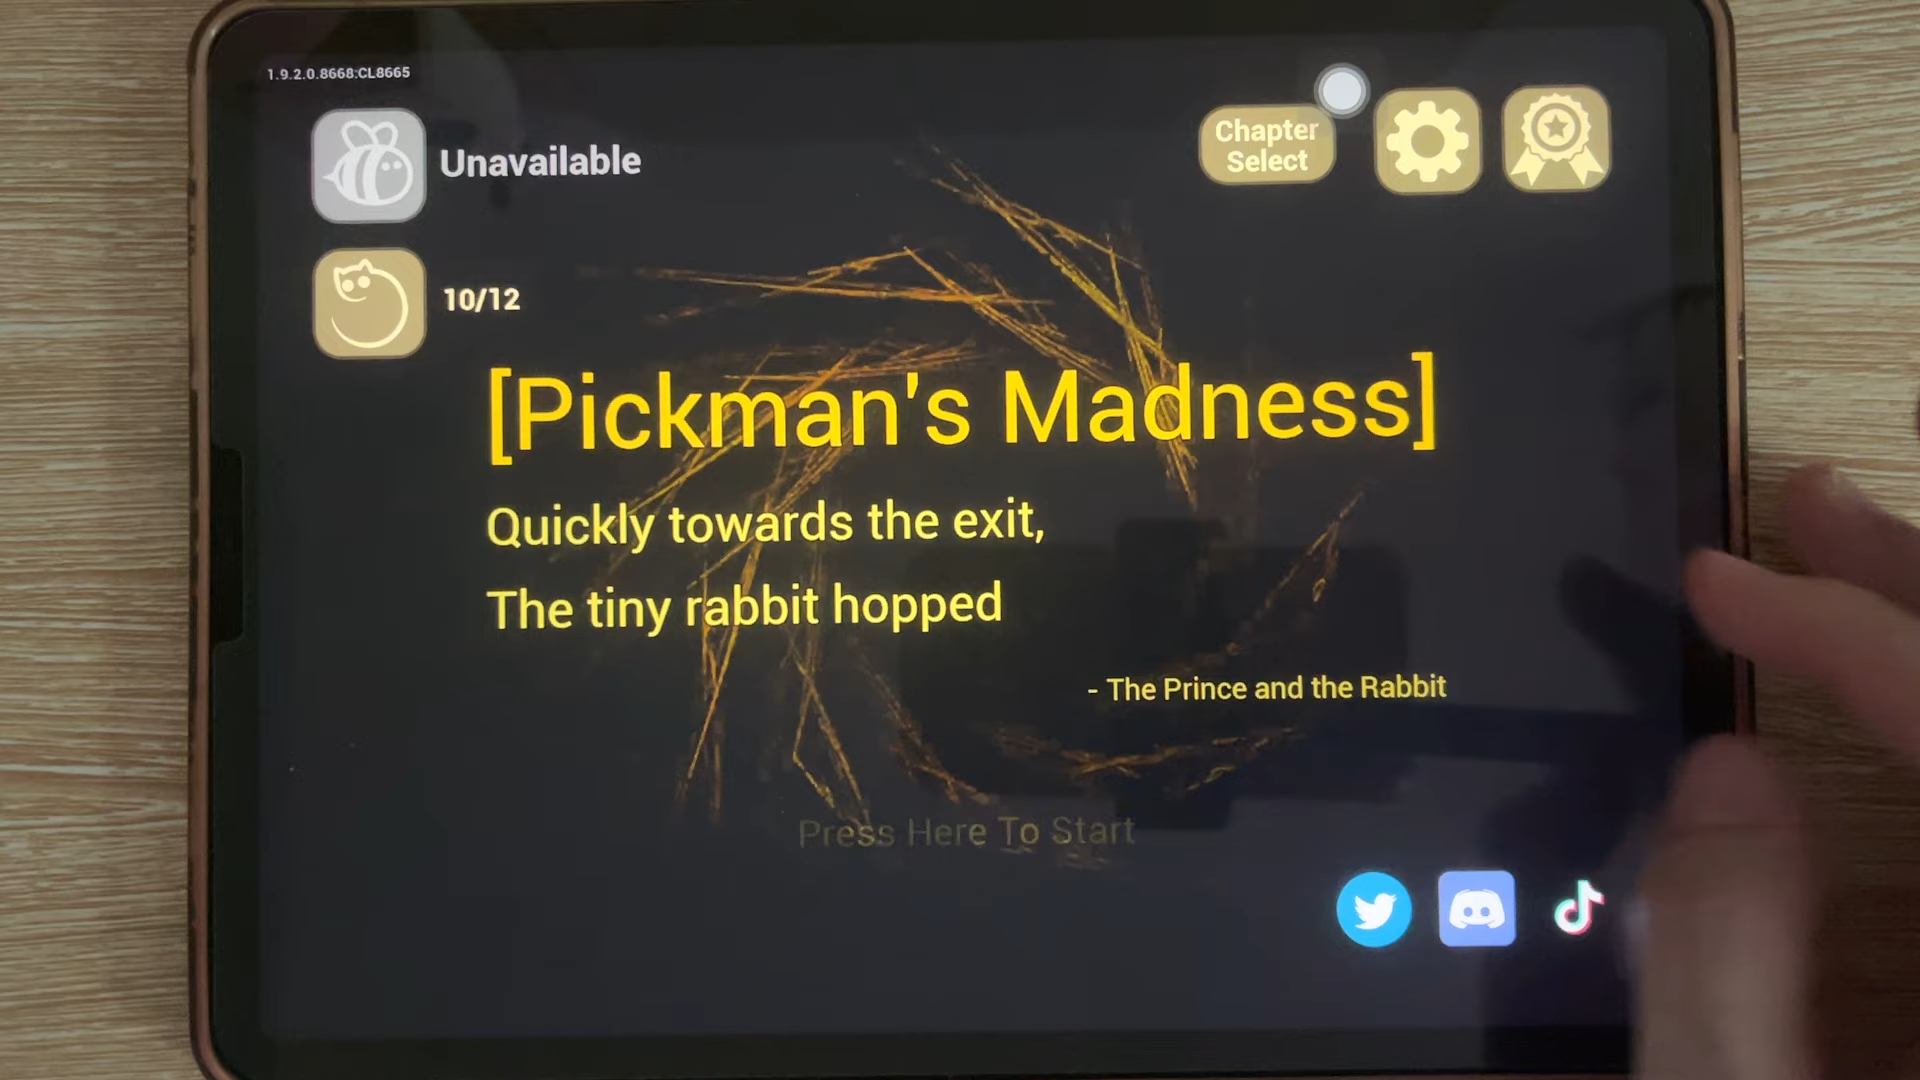 1.9.2.0.8668:CL8665
Unavailable
Chapter
Select
10/12
[Pickman's Madness]
Quickly towards the exit,
The tiny rabbit hopped
- The Prince and the Rabbit
Press Here To Start